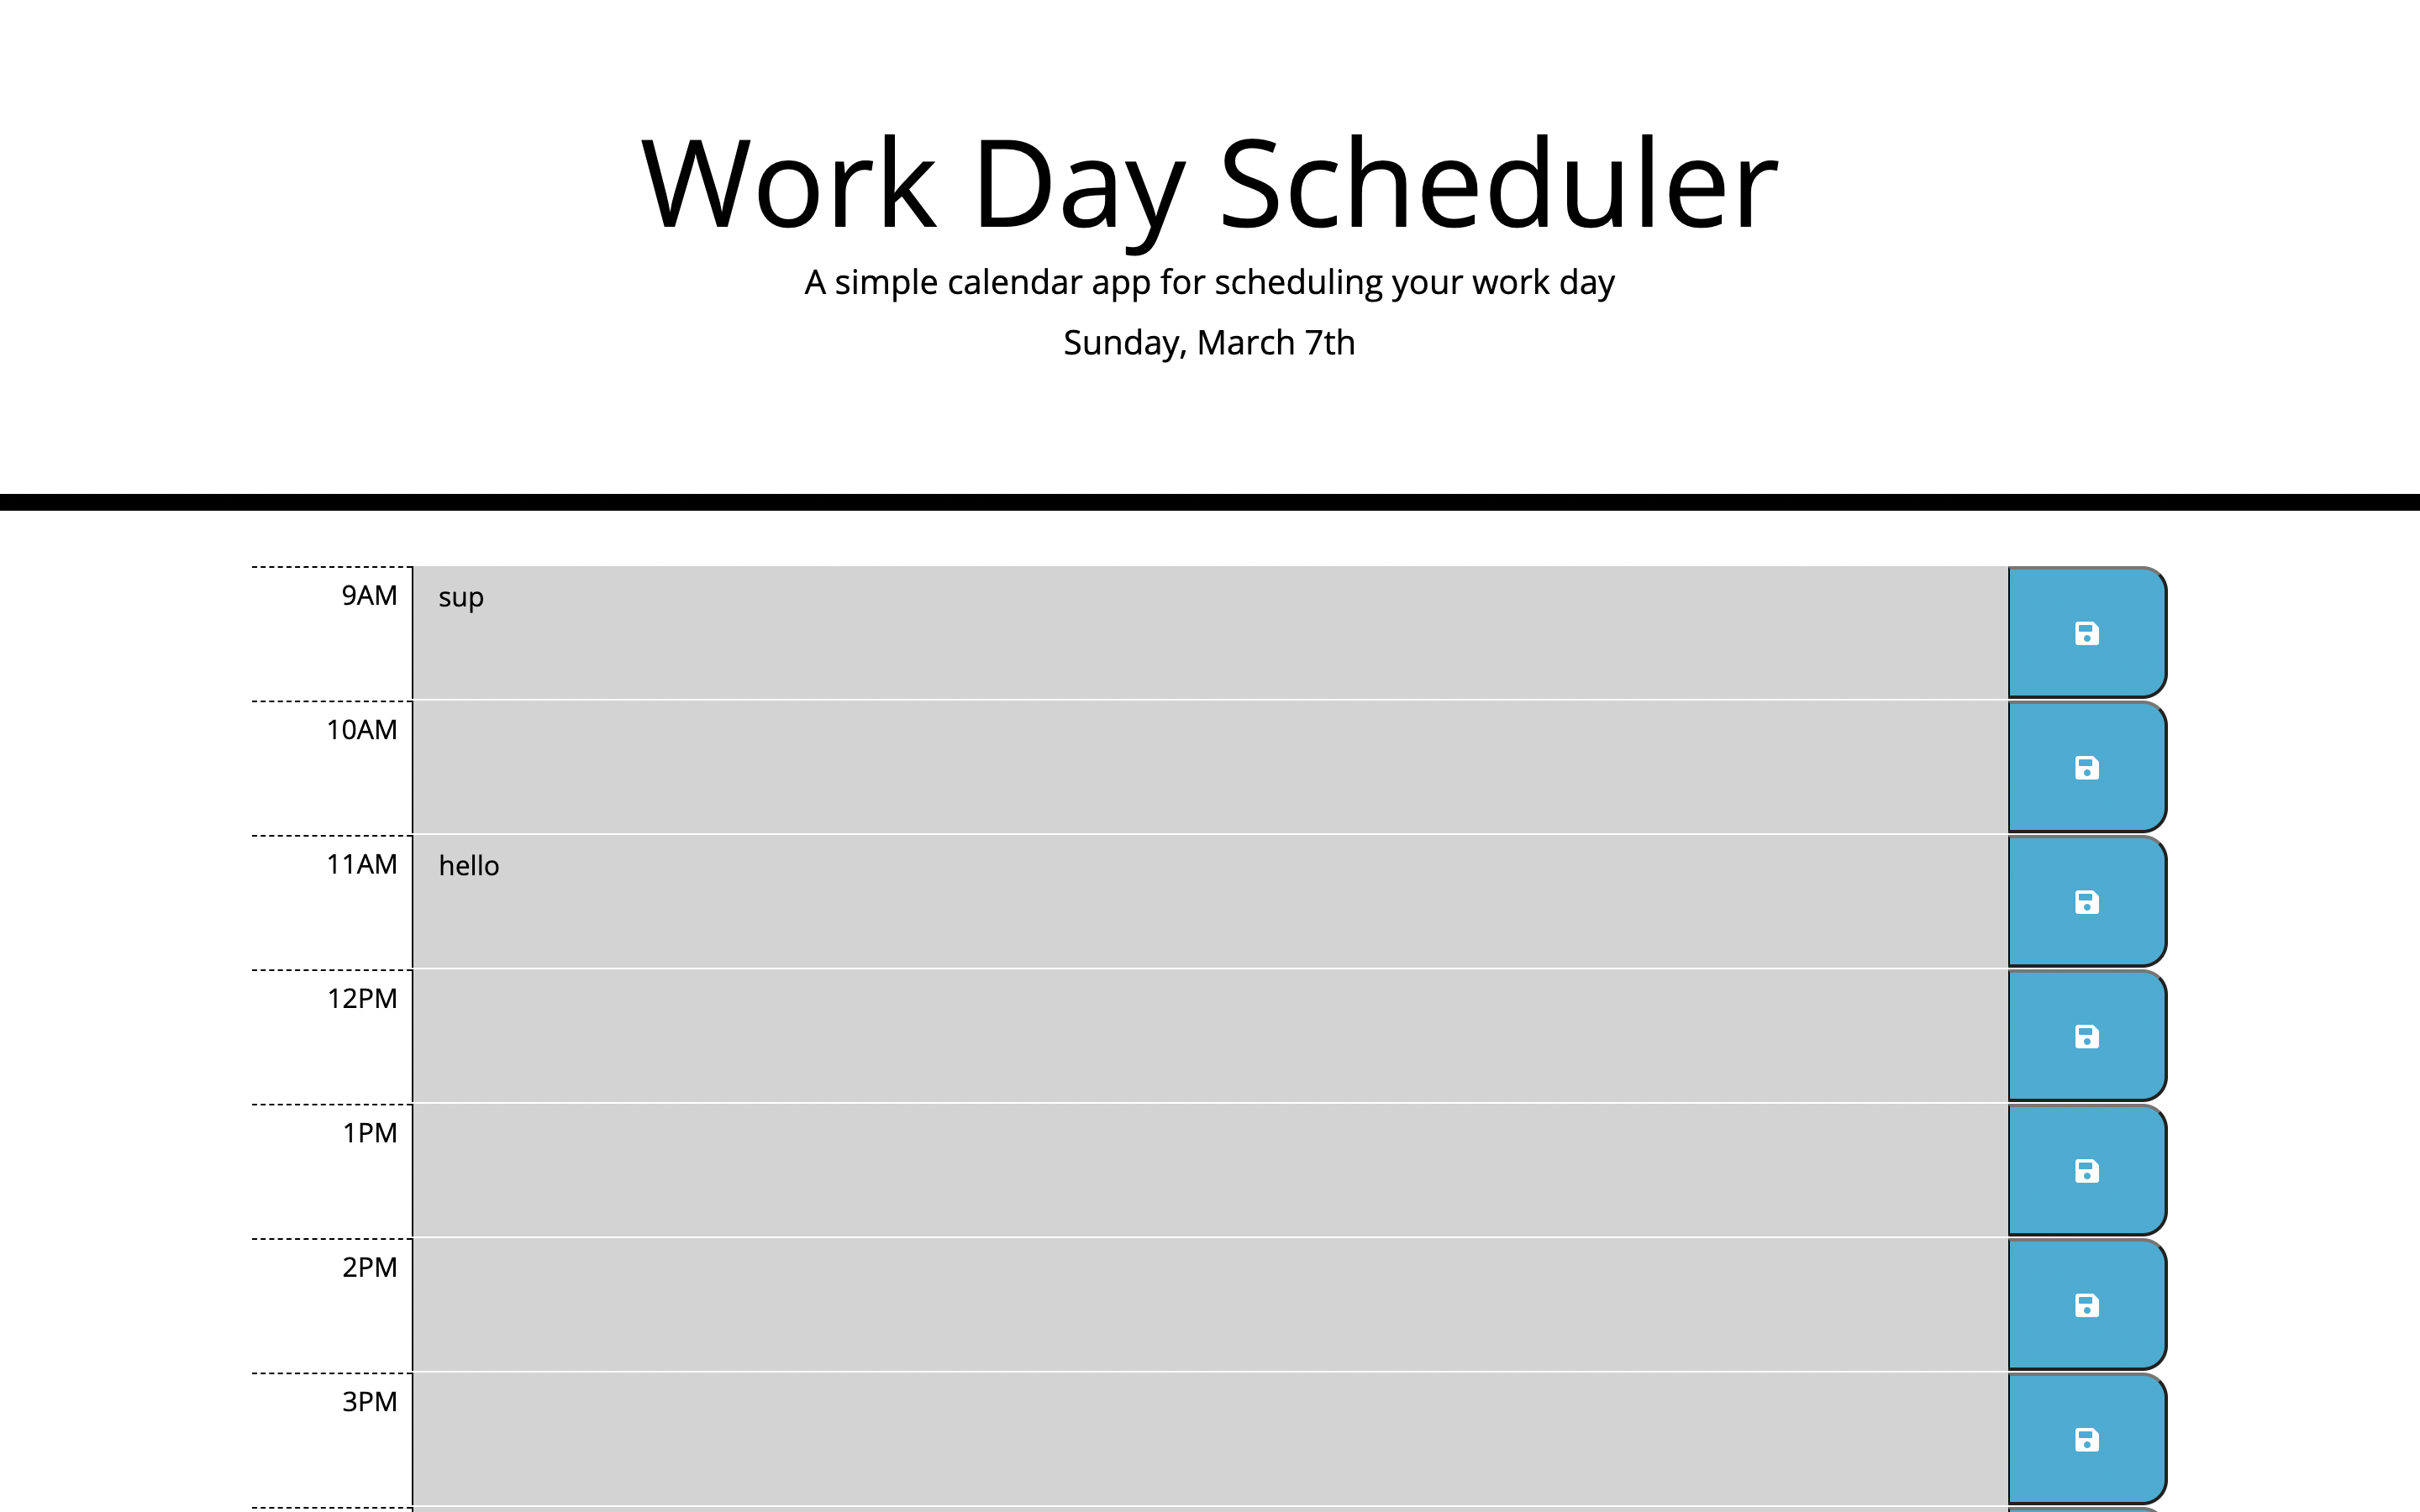 Work Day Scheduler
A simple calendar app for scheduling your work day
Sunday, March 7th
9AM sup
10AM
11AM hello
12PM
1PM
2PM
3PM